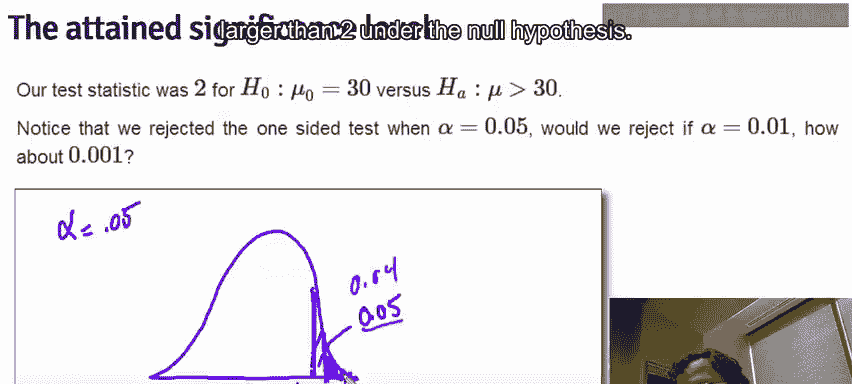 larger than 2 under the null hypothesis.
The attained significance level
Our test statistic was 2 for H₀ : μ₀ = 30 versus Hₐ : μ > 30.
Notice that we rejected the one sided test when α = 0.05, would we reject if α = 0.01, how
about 0.001?
α = .05
0.04
0.05